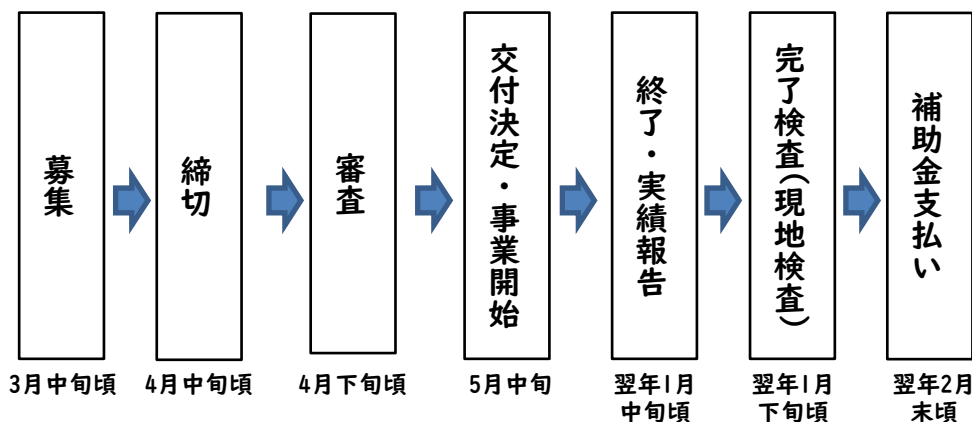 募集
締切
審査
交付決定・事業開始
終了・実績報告
完了検査(現地検査)
補助金支払い
3月中旬頃
4月中旬頃
4月下旬頃
5月中旬
翌年1月
中旬頃
翌年1月
下旬頃
翌年2月
末頃